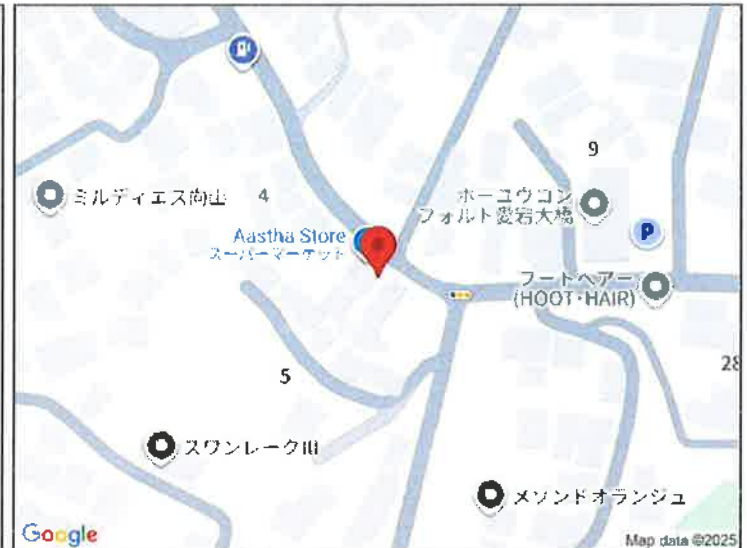 9
ミルディエス向山
4
ホーユウコン
フォルト愛宕大橋
P
Aastha Store
スーパーマーケット
フートヘアー
(HOOT・HAIR)
28
5
スワンレークIII
メゾンドオランジュ
Google
Map data ©2025